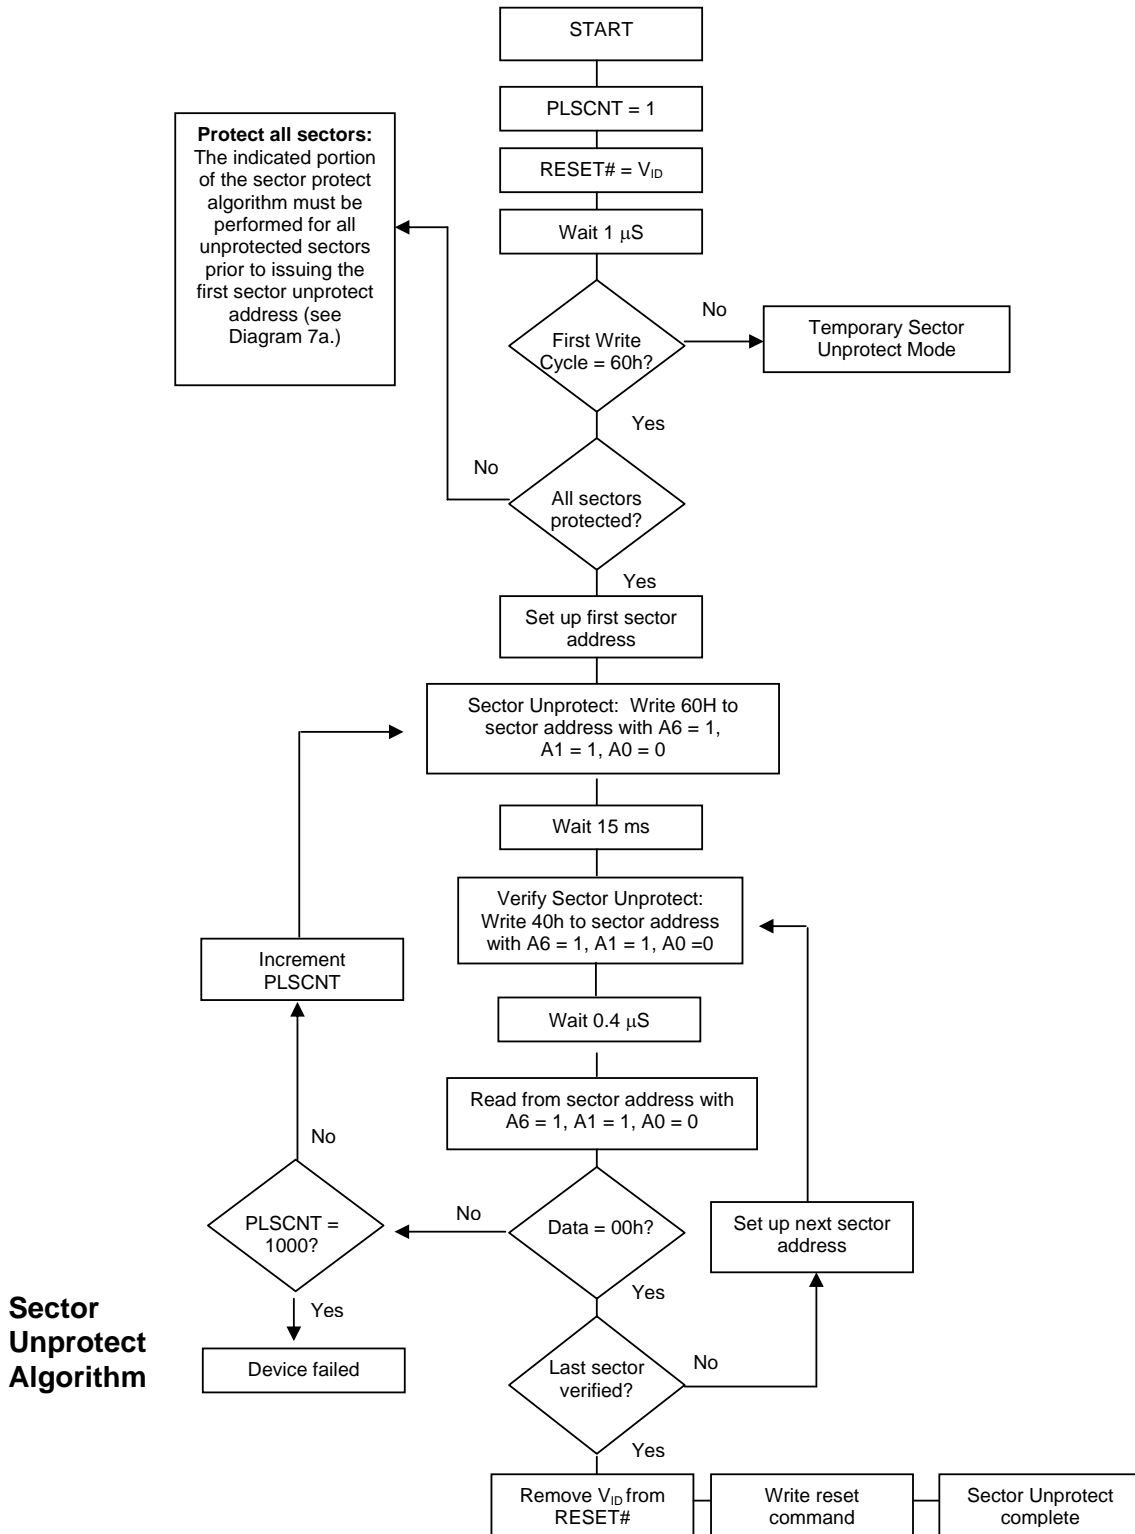 START
PLSCNT = 1
Protect all sectors:
The indicated portion
of the sector protect
algorithm must be
performed for all
unprotected sectors
prior to issuing the
first sector unprotect
address (see
Diagram 7a.)
RESET# = VID
Wait 1 μS
First Write
Cycle = 60h?
No
Temporary Sector
Unprotect Mode
Yes
No
All sectors
protected?
Yes
Set up first sector
address
Sector Unprotect: Write 60H to
sector address with A6 = 1,
A1 = 1, A0 = 0
Wait 15 ms
Verify Sector Unprotect:
Write 40h to sector address
with A6 = 1, A1 = 1, A0 =0
Increment
PLSCNT
Wait 0.4 μS
Read from sector address with
A6 = 1, A1 = 1, A0 = 0
No
PLSCNT =
1000?
No
Data = 00h?
Set up next sector
address
Yes
Yes
Sector
Unprotect
Algorithm
Device failed
Last sector
verified?
No
Yes
Remove VID from
RESET#
Write reset
command
Sector Unprotect
complete